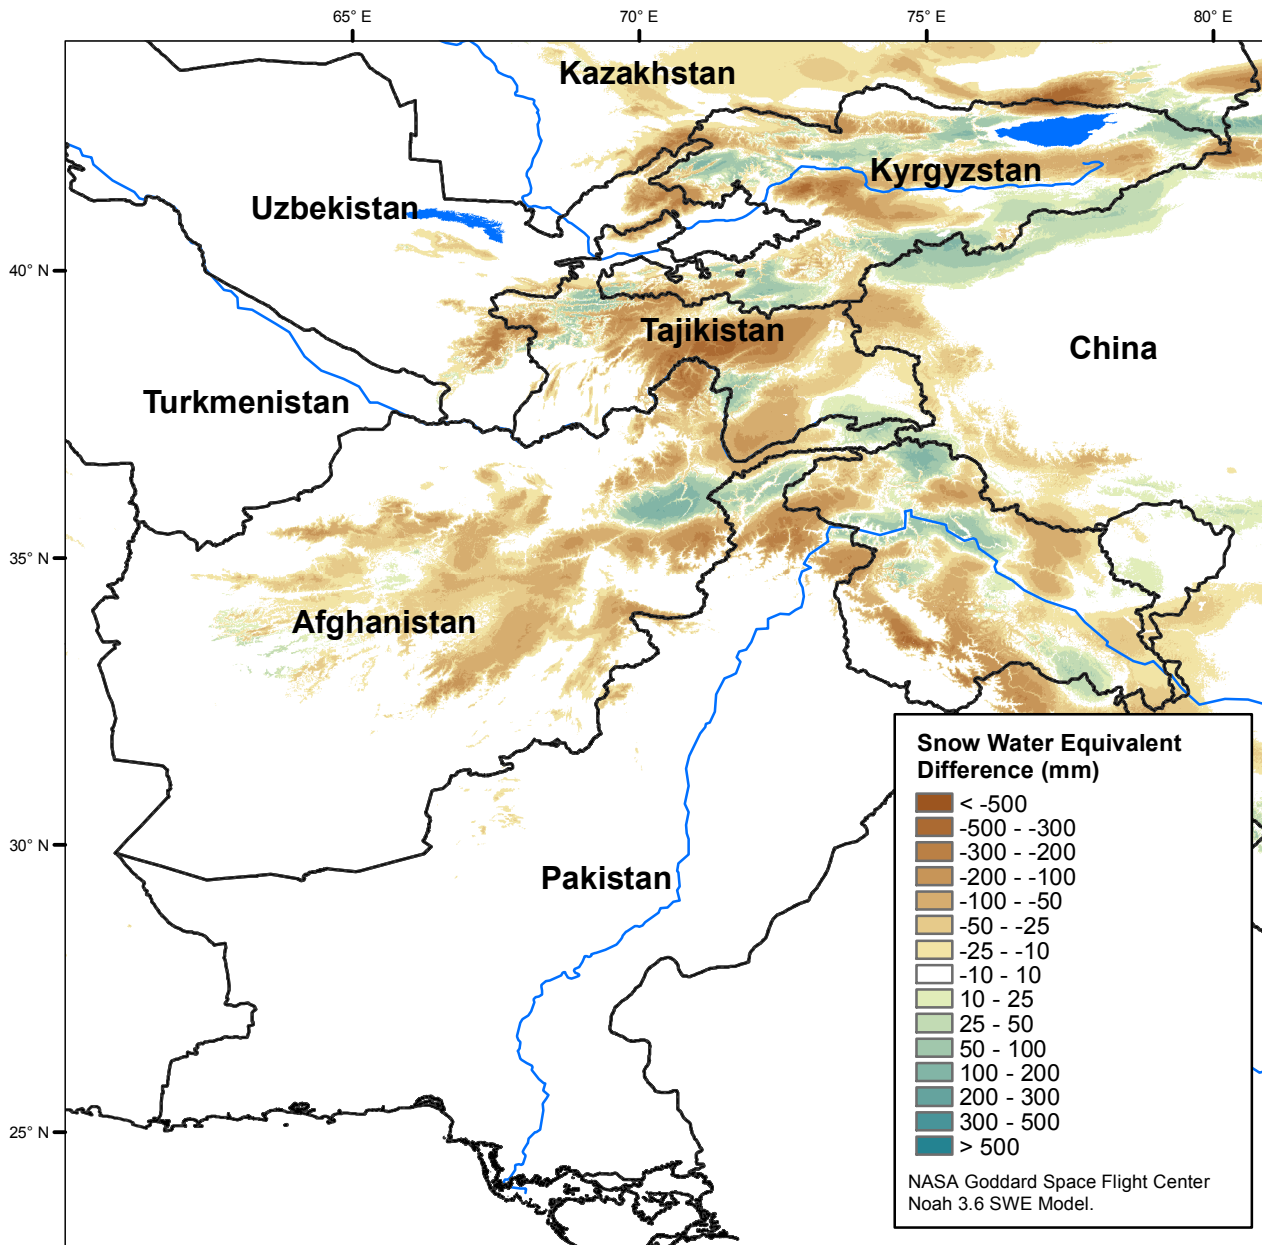 65° E
70° E
75° E
80° E
Kazakhstan
Kyrgyzstan
Uzbekistan
40° N
Tajikistan
China
Turkmenistan
35° N
Afghanistan
30° N
Pakistan
25° N
Snow Water Equivalent
Difference (mm)
< -500
-500 - -300
-300 - -200
-200 - -100
-100 - -50
-50 - -25
-25 - -10
-10 - 10
10 - 25
25 - 50
50 - 100
100 - 200
200 - 300
300 - 500
> 500
NASA Goddard Space Flight Center
Noah 3.6 SWE Model.